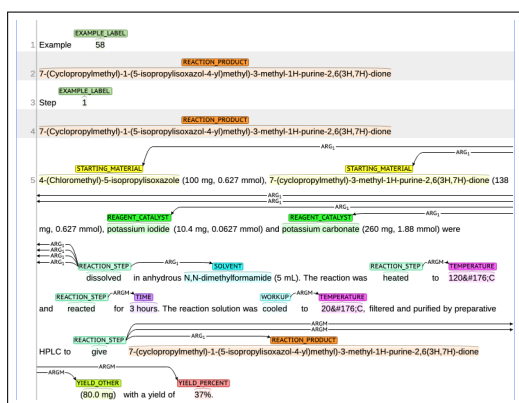 EXAMPLE_LABEL
1 Example 58
REACTION_PRODUCT
2 7-(Cyclopropylmethyl)-1-(5-isopropylisoxazol-4-yl)methyl)-3-methyl-1H-purine-2,6(3H,7H)-dione
EXAMPLE_LABEL
3 Step 1
REACTION_PRODUCT
4 7-(Cyclopropylmethyl)-1-(5-isopropylisoxazol-4-yl)methyl)-3-methyl-1H-purine-2,6(3H,7H)-dione
ARG1
ARG1
STARTING_MATERIAL STARTING_MATERIAL
5 4-(Chloromethyl)-5-isopropylisoxazole (100 mg, 0.627 mmol), 7-(cyclopropylmethyl)-3-methyl-1H-purine-2,6(3H,7H)-dione (138
ARG1 ARG1
REAGENT_CATALYST REAGENT_CATALYST
mg, 0.627 mmol), potassium iodide (10.4 mg, 0.0627 mmol) and potassium carbonate (260 mg, 1.88 mmol) were
ARG1
ARG1
ARG1
ARG1
REACTION_STEP ARG1 SOLVENT REACTION_STEP ARGM TEMPERATURE
dissolved in anhydrous N,N-dimethylformamide (5 mL). The reaction was heated to 120&#176;C
REACTION_STEP ARGM TIME WORKUP ARGM TEMPERATURE
and reacted for 3 hours. The reaction solution was cooled to 20&#176;C, filtered and purified by preparative
ARGM
ARGM
REACTION_STEP ARG1 REACTION_PRODUCT
HPLC to give 7-(cyclopropylmethyl)-1-(5-isopropylisoxazol-4-yl)methyl)-3-methyl-1H-purine-2,6(3H,7H)-dione
ARGM ARGM
YIELD_OTHER YIELD_PERCENT
(80.0 mg) with a yield of 37%.